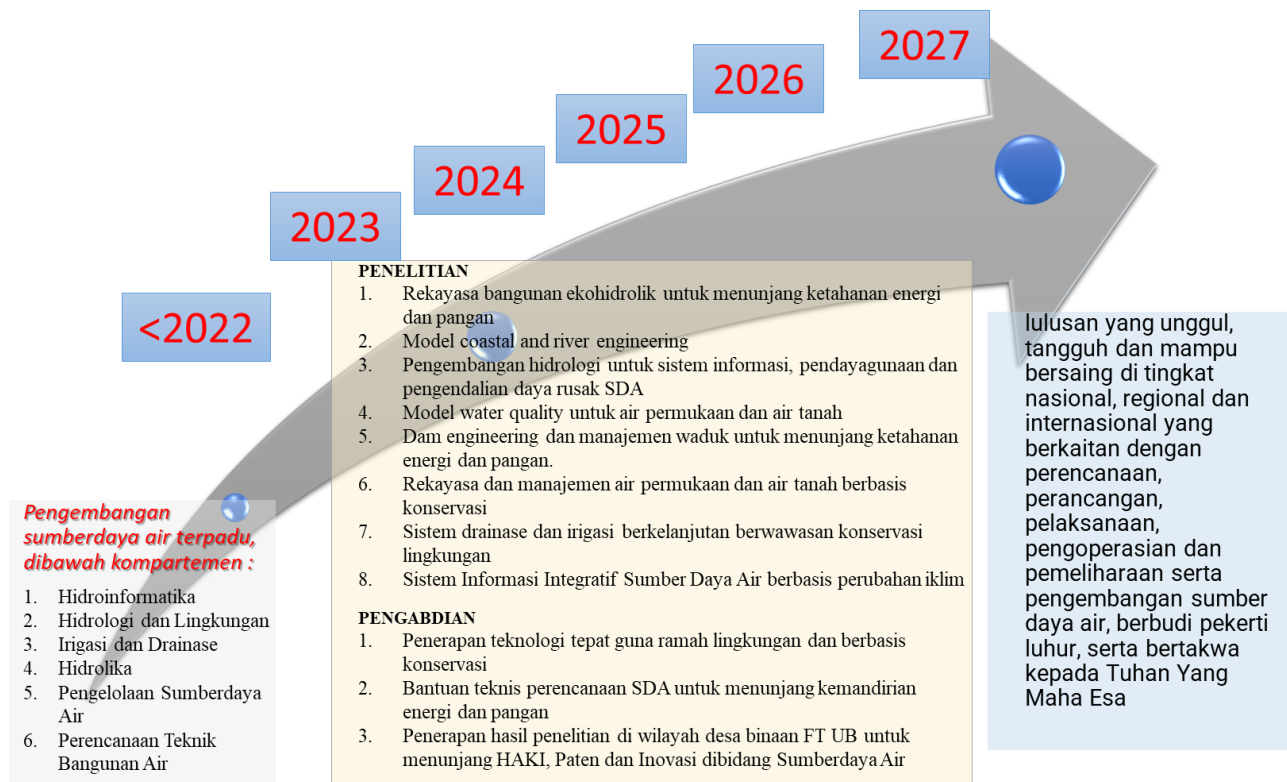 2027
2026
2025
2024
2023
<2022
Pengembangan
sumberdaya air terpadu,
dibawah kompartemen :
1. Hidroinformatika
2. Hidrologi dan Lingkungan
3. Irigasi dan Drainase
4. Hidrolika
5. Pengelolaan Sumberdaya
Air
6. Perencanaan Teknik
Bangunan Air
PENELITIAN
1. Rekayasa bangunan ekohidrolik untuk menunjang ketahanan energi
dan pangan
2. Model coastal and river engineering
3. Pengembangan hidrologi untuk sistem informasi, pendayagunaan dan
pengendalian daya rusak SDA
4. Model water quality untuk air permukaan dan air tanah
5. Dam engineering dan manajemen waduk untuk menunjang ketahanan
energi dan pangan.
6. Rekayasa dan manajemen air permukaan dan air tanah berbasis
konservasi
7. Sistem drainase dan irigasi berkelanjutan berwawasan konservasi
lingkungan
8. Sistem Informasi Integratif Sumber Daya Air berbasis perubahan iklim
PENGABDIAN
1. Penerapan teknologi tepat guna ramah lingkungan dan berbasis
konservasi
2. Bantuan teknis perencanaan SDA untuk menunjang kemandirian
energi dan pangan
3. Penerapan hasil penelitian di wilayah desa binaan FT UB untuk
menunjang HAKI, Paten dan Inovasi dibidang Sumberdaya Air
lulusan yang unggul,
tangguh dan mampu
bersaing di tingkat
nasional, regional dan
internasional yang
berkaitan dengan
perencanaan,
perancangan,
pelaksanaan,
pengoperasian dan
pemeliharaan serta
pengembangan sumber
daya air, berbudi pekerti
luhur, serta bertakwa
kepada Tuhan Yang
Maha Esa